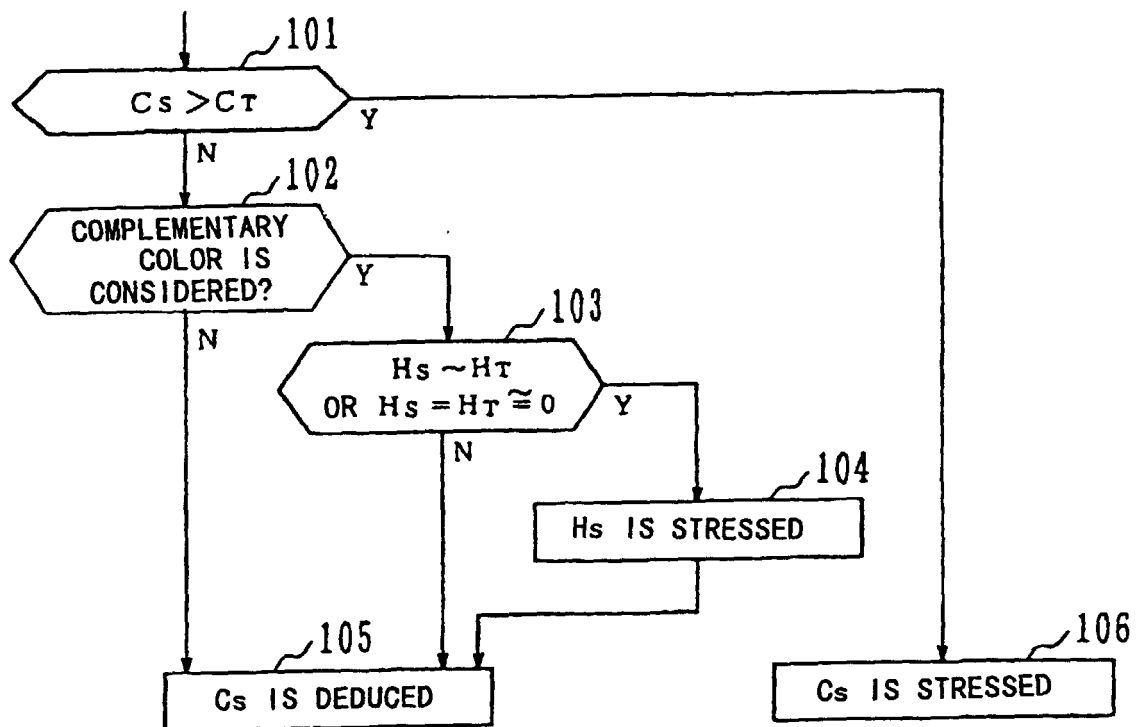 101
Cs > CT
Y
N
102
COMPLEMENTARY
COLOR IS
CONSIDERED?
Y
N
103
Hs ~ HT
OR Hs = HT ≅ 0
Y
N
104
Hs IS STRESSED
105
Cs IS DEDUCED
106
Cs IS STRESSED